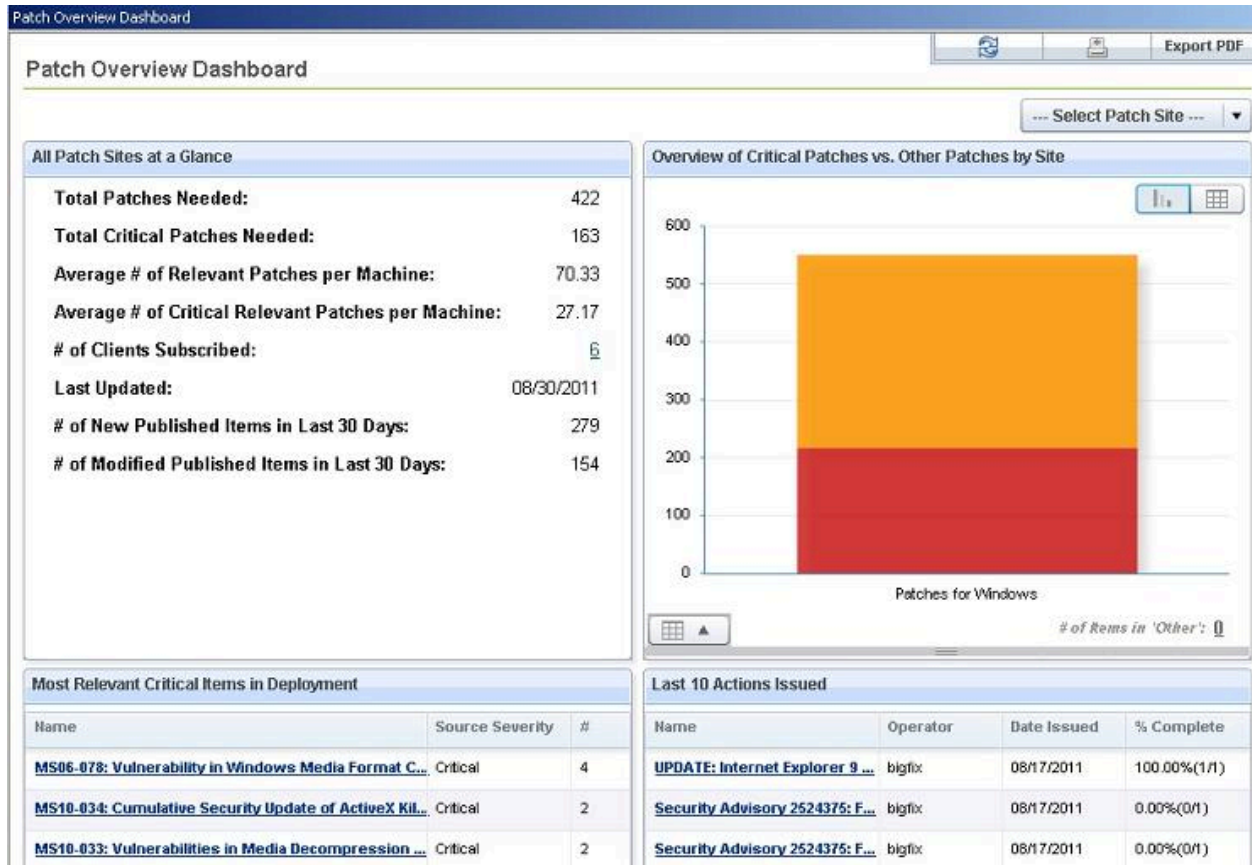 Patch Overview Dashboard
Export PDF
Patch Overview Dashboard
--- Select Patch Site ---
All Patch Sites at a Glance
Total Patches Needed: 422
Total Critical Patches Needed: 163
Average # of Relevant Patches per Machine: 70.33
Average # of Critical Relevant Patches per Machine: 27.17
# of Clients Subscribed: 6
Last Updated: 08/30/2011
# of New Published Items in Last 30 Days: 279
# of Modified Published Items in Last 30 Days: 154
Overview of Critical Patches vs. Other Patches by Site
600
500
400
300
200
100
0
Patches for Windows
# of Items in 'Other': 0
Most Relevant Critical Items in Deployment
Name Source Severity #
MS06-078: Vulnerability in Windows Media Format C... Critical 4
MS10-034: Cumulative Security Update of ActiveX Kil... Critical 2
MS10-033: Vulnerabilities in Media Decompression ... Critical 2
Last 10 Actions Issued
Name Operator Date Issued % Complete
UPDATE: Internet Explorer 9 ... bigfix 08/17/2011 100.00%(1/1)
Security Advisory 2524375: F... bigfix 08/17/2011 0.00%(0/1)
Security Advisory 2524375: F... bigfix 08/17/2011 0.00%(0/1)